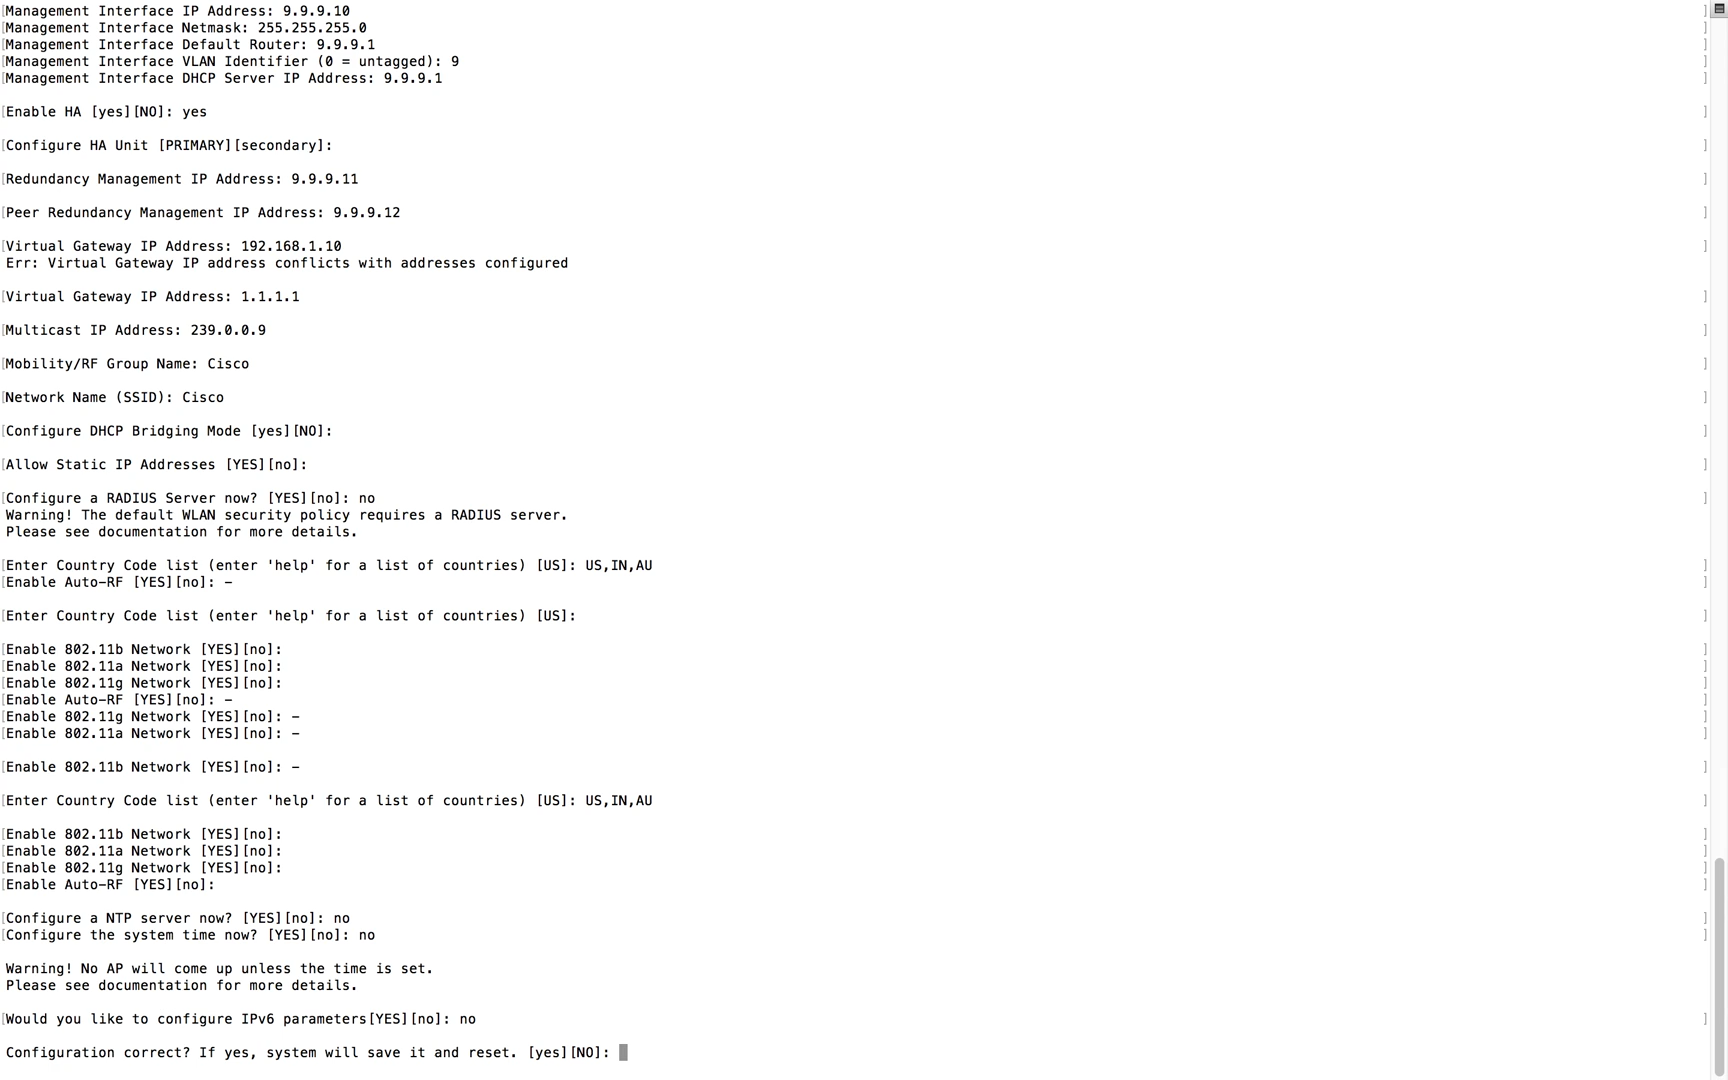 [Management Interface IP Address: 9.9.9.10 ]
[Management Interface Netmask: 255.255.255.0 ]
[Management Interface Default Router: 9.9.9.1 ]
[Management Interface VLAN Identifier (0 = untagged): 9 ]
[Management Interface DHCP Server IP Address: 9.9.9.1 ]
[Enable HA [yes][NO]: yes ]
[Configure HA Unit [PRIMARY][secondary]: ]
[Redundancy Management IP Address: 9.9.9.11 ]
[Peer Redundancy Management IP Address: 9.9.9.12 ]
[Virtual Gateway IP Address: 192.168.1.10 ]
Err: Virtual Gateway IP address conflicts with addresses configured
[Virtual Gateway IP Address: 1.1.1.1 ]
[Multicast IP Address: 239.0.0.9 ]
[Mobility/RF Group Name: Cisco ]
[Network Name (SSID): Cisco ]
[Configure DHCP Bridging Mode [yes][NO]: ]
[Allow Static IP Addresses [YES][no]: ]
[Configure a RADIUS Server now? [YES][no]: no ]
Warning! The default WLAN security policy requires a RADIUS server.
Please see documentation for more details.
[Enter Country Code list (enter 'help' for a list of countries) [US]: US,IN,AU ]
[Enable Auto-RF [YES][no]: - ]
[Enter Country Code list (enter 'help' for a list of countries) [US]: ]
[Enable 802.11b Network [YES][no]: ]
[Enable 802.11a Network [YES][no]: ]
[Enable 802.11g Network [YES][no]: ]
[Enable Auto-RF [YES][no]: - ]
[Enable 802.11g Network [YES][no]: - ]
[Enable 802.11a Network [YES][no]: - ]
[Enable 802.11b Network [YES][no]: - ]
[Enter Country Code list (enter 'help' for a list of countries) [US]: US,IN,AU ]
[Enable 802.11b Network [YES][no]: ]
[Enable 802.11a Network [YES][no]: ]
[Enable 802.11g Network [YES][no]: ]
[Enable Auto-RF [YES][no]: ]
[Configure a NTP server now? [YES][no]: no ]
[Configure the system time now? [YES][no]: no ]
Warning! No AP will come up unless the time is set.
Please see documentation for more details.
[Would you like to configure IPv6 parameters[YES][no]: no ]
Configuration correct? If yes, system will save it and reset. [yes][NO]: